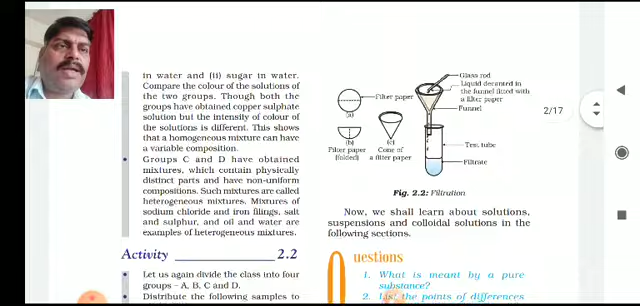 in water and (ii) sugar in water.
Compare the colour of the solutions of
the two groups. Though both the
groups have obtained copper sulphate
solution but the intensity of colour
of the solutions is different. This shows
that a homogeneous mixture can have
a variable composition.
• Groups C and D have obtained
mixtures, which contain physically
distinct parts and have non-uniform
compositions. Such mixtures are called
heterogeneous mixtures. Mixtures of
sodium chloride and iron filings, salt
and sulphur, and oil and water are
examples of heterogeneous mixtures.
Activity 2.2
• Let us again divide the class into four
groups – A, B, C and D.
• Distribute the following samples to
Glass rod
Liquid decanted in
the funnel fitted with
a filter paper
Funnel
Filter paper
(a)
(b)
Filter paper
(folded)
(c)
Cone of
a filter paper
Test tube
Filtrate
Fig. 2.2: Filtration
Now, we shall learn about solutions,
suspensions and colloidal solutions in the
following sections.
Questions
1. What is meant by a pure
substance?
2. List the points of differences
2/17